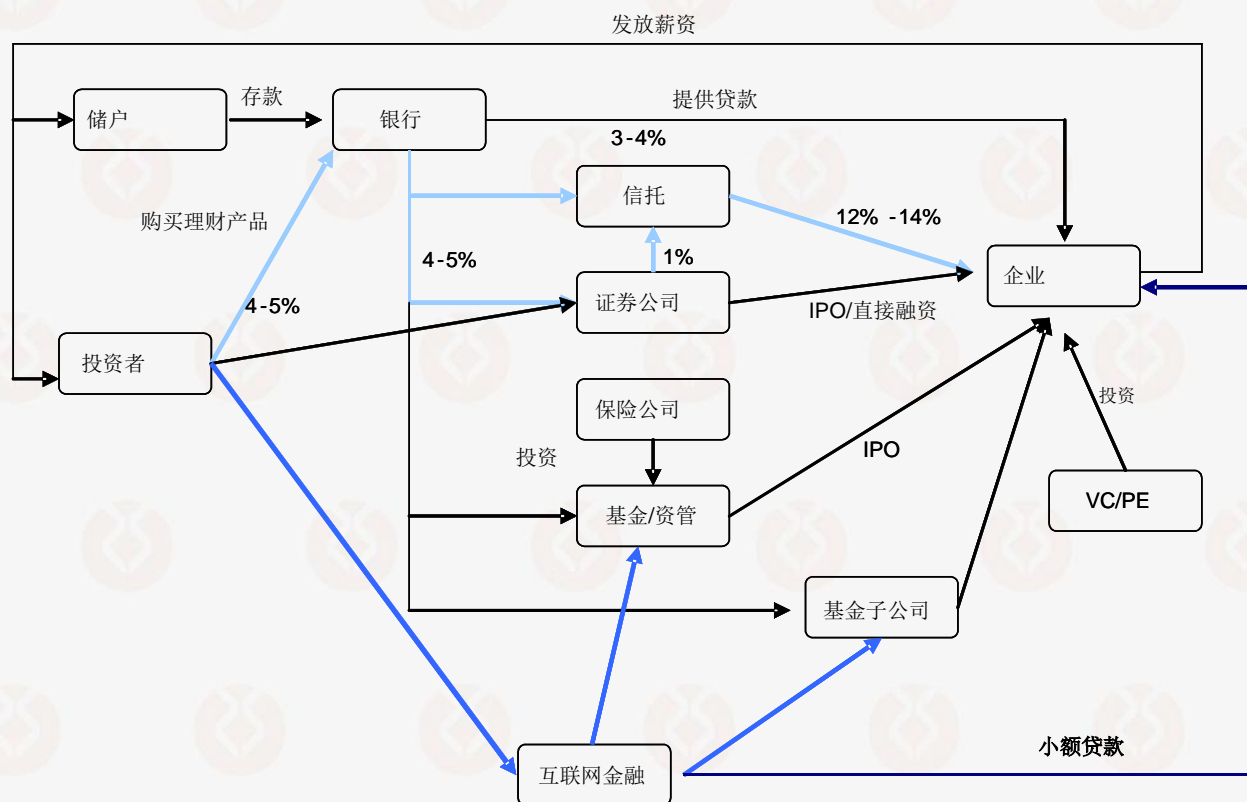 发放薪资
储户
存款
银行
提供贷款
3-4%
信托
12% -14%
购买理财产品
4-5%
1%
企业
4-5%
证券公司
IPO/直接融资
投资者
保险公司
投资
投资
IPO
基金/资管
VC/PE
基金子公司
小额贷款
互联网金融